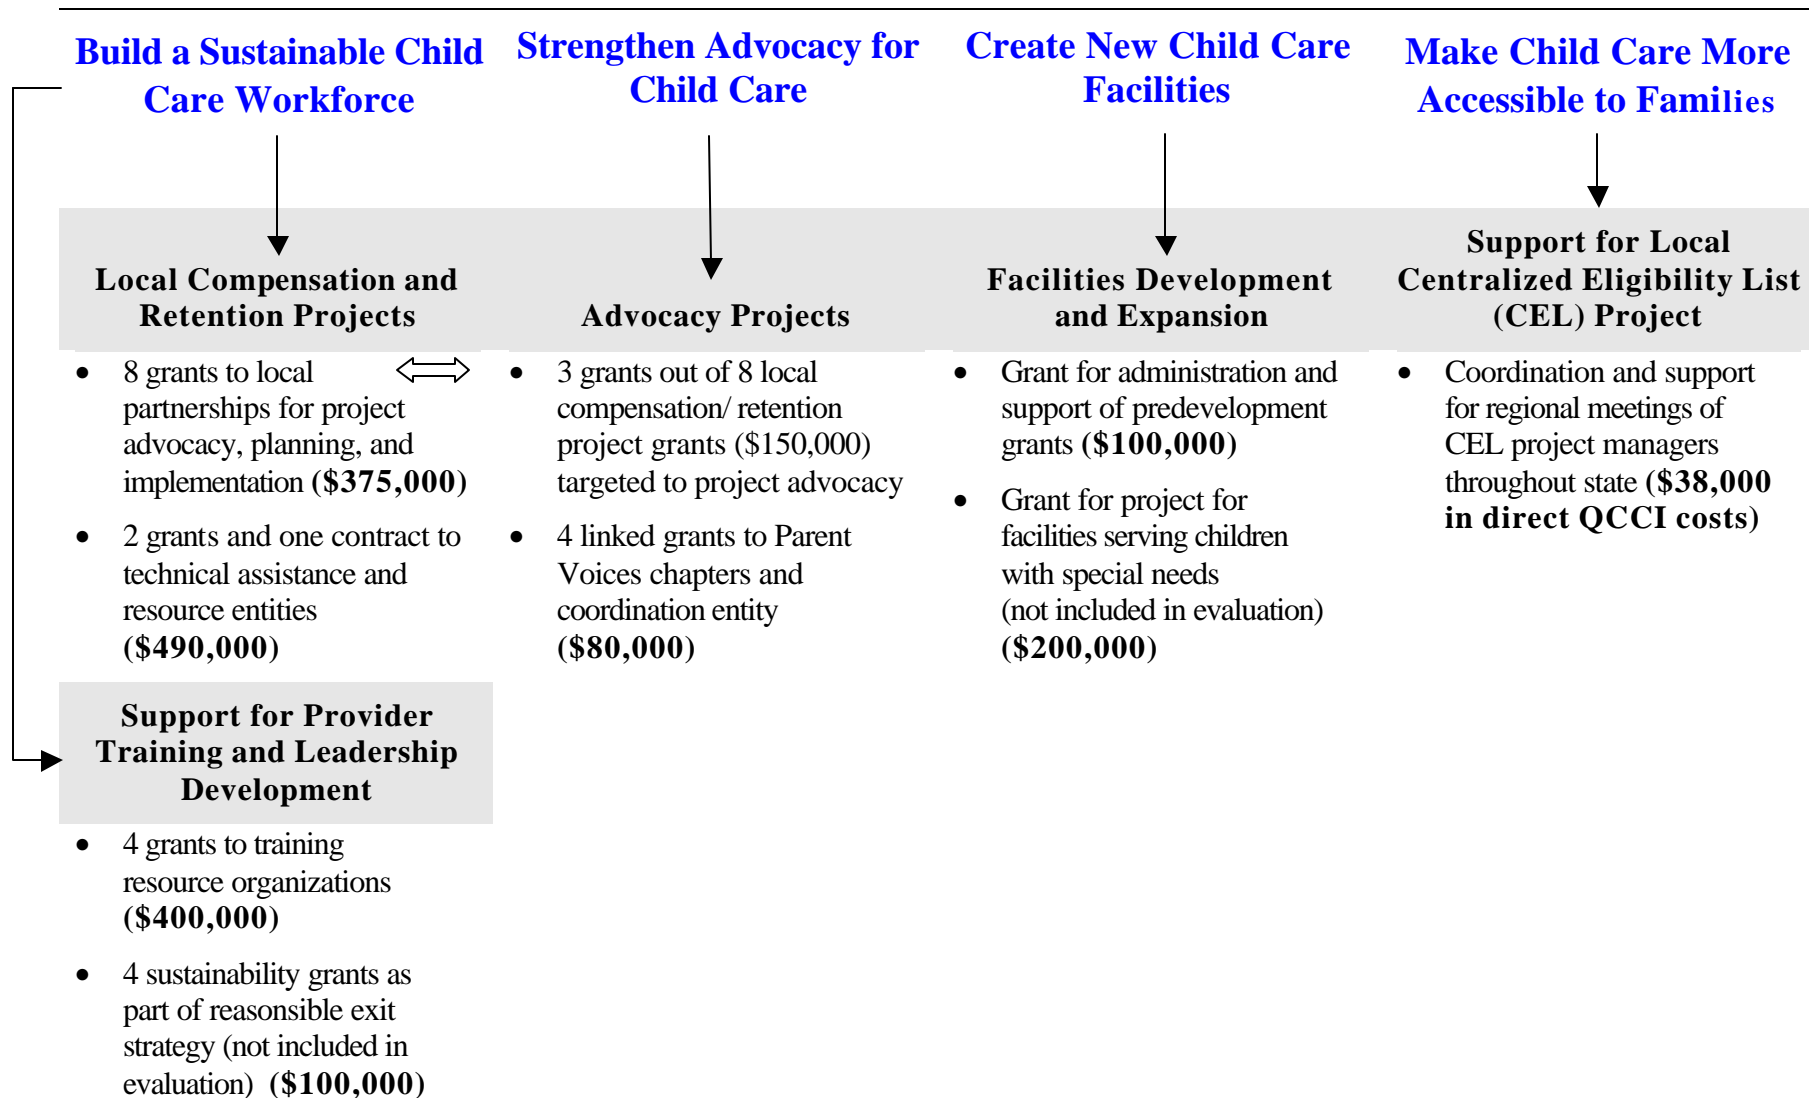 Build a Sustainable Child
Care Workforce
Strengthen Advocacy for
Child Care
Create New Child Care
Facilities
Make Child Care More
Accessible to Families
Local Compensation and
Retention Projects
Advocacy Projects
Facilities Development
and Expansion
Support for Local
Centralized Eligibility List
(CEL) Project
• 8 grants to local
partnerships for project
advocacy, planning, and
implementation ($375,000)
• 2 grants and one contract to
technical assistance and
resource entities
($490,000)
• 3 grants out of 8 local
compensation/ retention
project grants ($150,000)
targeted to project advocacy
• 4 linked grants to Parent
Voices chapters and
coordination entity
($80,000)
• Grant for administration and
support of predevelopment
grants ($100,000)
• Grant for project for
facilities serving children
with special needs
(not included in evaluation)
($200,000)
• Coordination and support
for regional meetings of
CEL project managers
throughout state ($38,000
in direct QCCI costs)
Support for Provider
Training and Leadership
Development
• 4 grants to training
resource organizations
($400,000)
• 4 sustainability grants as
part of reasonsible exit
strategy (not included in
evaluation) ($100,000)